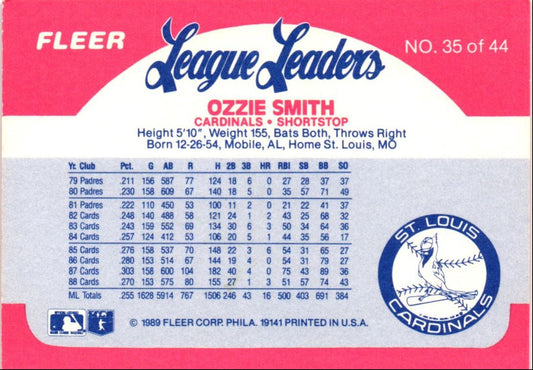 FLEER
League Leaders
NO. 35 of 44
OZZIE SMITH
CARDINALS • SHORTSTOP
Height 5'10", Weight 155, Bats Both, Throws Right
Born 12-26-54, Mobile, AL, Home St. Louis, MO
Yr. Club Pct. G AB R H 2B 3B HR RBI SB BB SO
79 Padres .211 156 587 77 124 18 6 0 27 28 37 37
80 Padres .230 158 609 67 140 18 5 0 35 57 71 49
81 Padres .222 110 450 53 100 11 2 0 21 22 41 37
82 Cards .248 140 488 58 121 24 1 2 43 25 68 32
83 Cards .243 159 552 69 134 30 6 3 50 34 64 36
84 Cards .257 124 412 53 106 20 5 1 44 35 56 17
85 Cards .276 158 537 70 148 22 3 6 54 31 65 27
86 Cards .280 153 514 67 144 19 4 0 54 31 79 27
87 Cards .303 158 600 104 182 40 4 0 75 43 89 36
88 Cards .270 153 575 80 155 27 1 3 51 57 74 43
ML Totals .255 1628 5914 767 1506 246 43 16 500 403 691 384
ST. LOUIS
CARDINALS
© 1989 FLEER CORP. PHILA. 19141 PRINTED IN U.S.A.